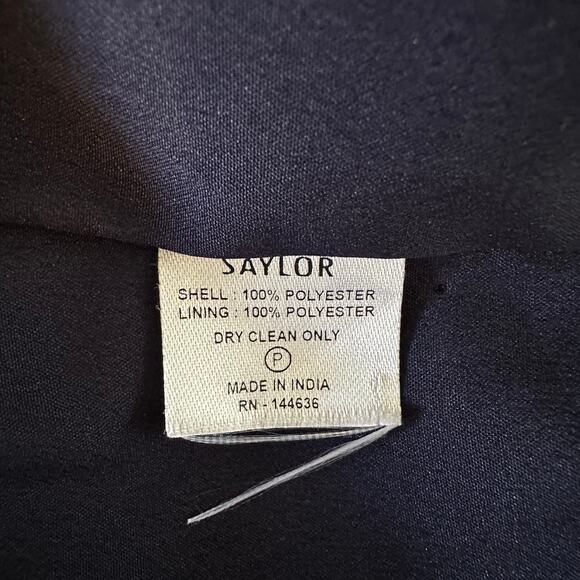 SAYLOR
SHELL : 100% POLYESTER
LINING : 100% POLYESTER
DRY CLEAN ONLY
P
MADE IN INDIA
RN - 144636